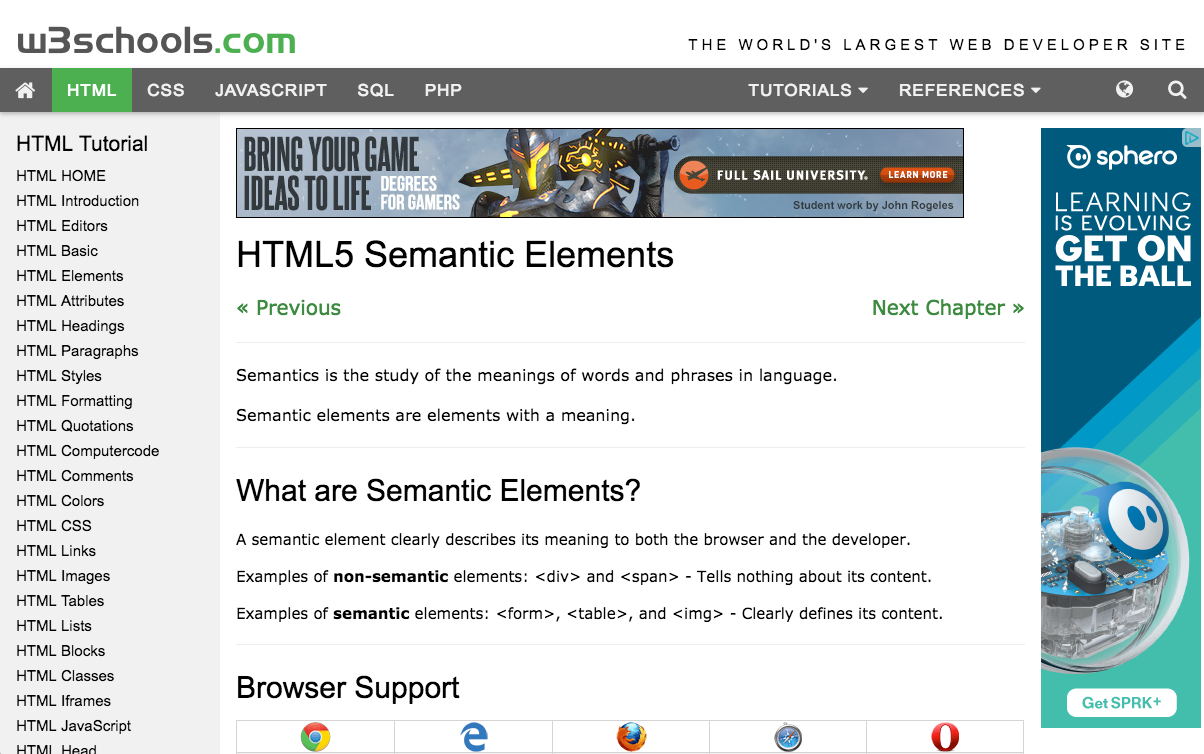 w3schools.com
THE WORLD'S LARGEST WEB DEVELOPER SITE
HTML CSS JAVASCRIPT SQL PHP TUTORIALS REFERENCES
HTML Tutorial
HTML HOME
HTML Introduction
HTML Editors
HTML Basic
HTML Elements
HTML Attributes
HTML Headings
HTML Paragraphs
HTML Styles
HTML Formatting
HTML Quotations
HTML Computercode
HTML Comments
HTML Colors
HTML CSS
HTML Links
HTML Images
HTML Tables
HTML Lists
HTML Blocks
HTML Classes
HTML Iframes
HTML JavaScript
HTML Head
BRING YOUR GAME
IDEAS TO LIFE
DEGREES
FOR GAMERS
FULL SAIL UNIVERSITY.
LEARN MORE
Student work by John Rogeles
HTML5 Semantic Elements
« Previous
Next Chapter »
Semantics is the study of the meanings of words and phrases in language.
Semantic elements are elements with a meaning.
What are Semantic Elements?
A semantic element clearly describes its meaning to both the browser and the developer.
Examples of non-semantic elements: <div> and <span> - Tells nothing about its content.
Examples of semantic elements: <form>, <table>, and <img> - Clearly defines its content.
Browser Support
sphero
LEARNING
IS EVOLVING
GET ON
THE BALL
Get SPRK+